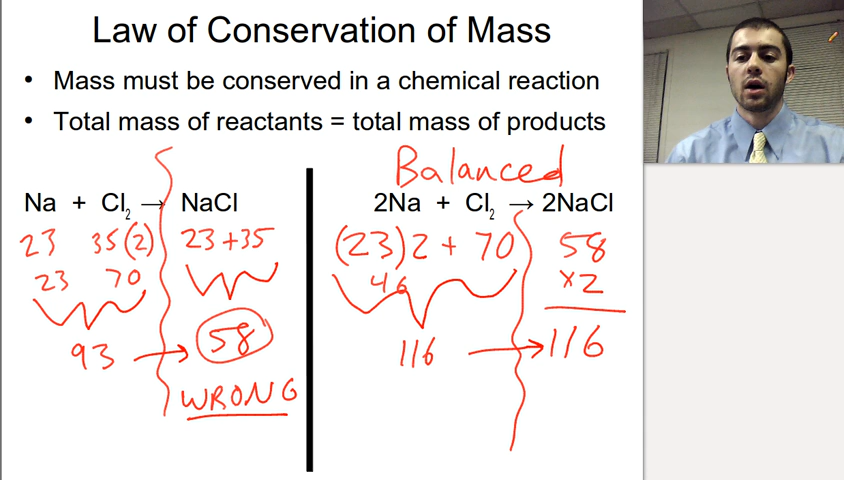 Law of Conservation of Mass
• Mass must be conserved in a chemical reaction
• Total mass of reactants = total mass of products
Na + Cl₂ → NaCl
23 35(2) 23+35
23 70
93 → 58
WRONG
Balanced
2Na + Cl₂ → 2NaCl
(23)2 + 70 58
46 x2
116 → 116